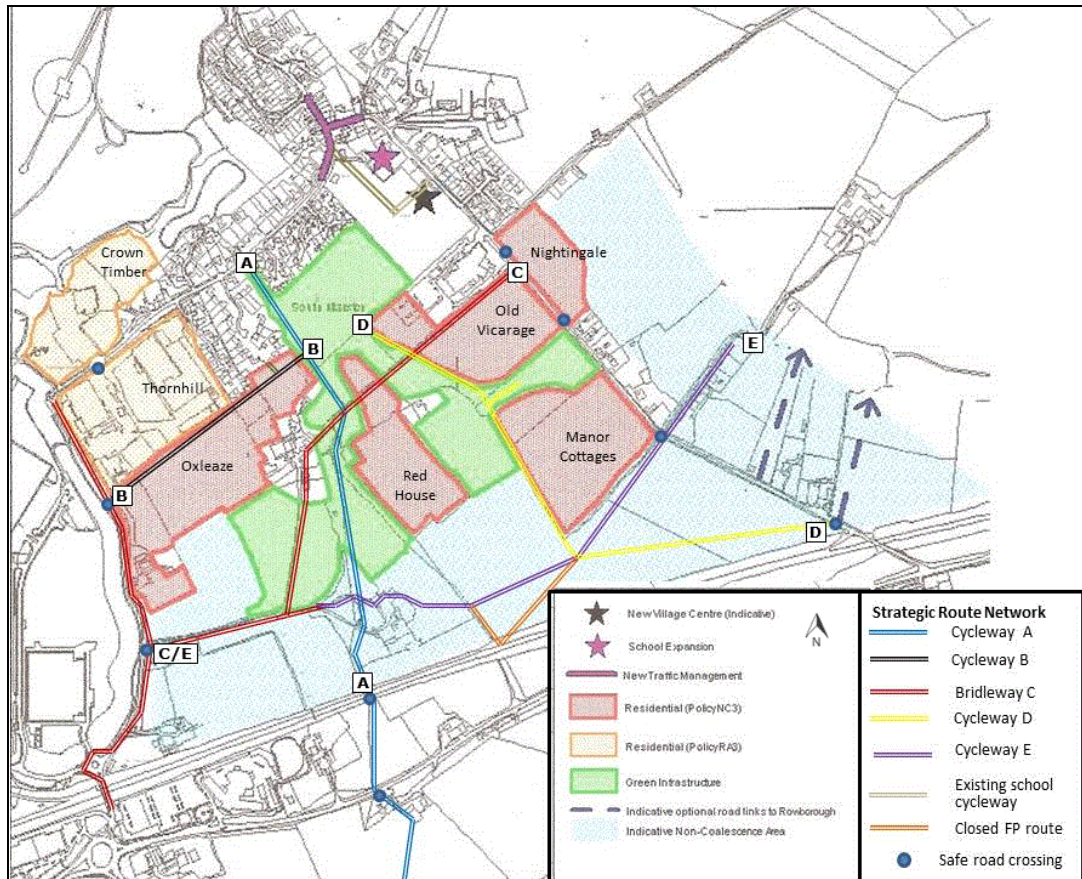 Crown
Timber
A
Nightingale
C
South Marston
Old
Vicarage
D
B
E
Thornhill
Manor
Cottages
Oxleaze
Red
House
B
D
C/E
A
New Village Centre (Indicative)
School Expansion
New Traffic Management
Residential (PolicyNC3)
Residential (PolicyRA3)
Green Infrastructure
Indicative optional road links to Rowborough
Indicative Non-Coalescence Area
N
Strategic Route Network
Cycleway A
Cycleway B
Bridleway C
Cycleway D
Cycleway E
Existing school
cycleway
Closed FP route
Safe road crossing